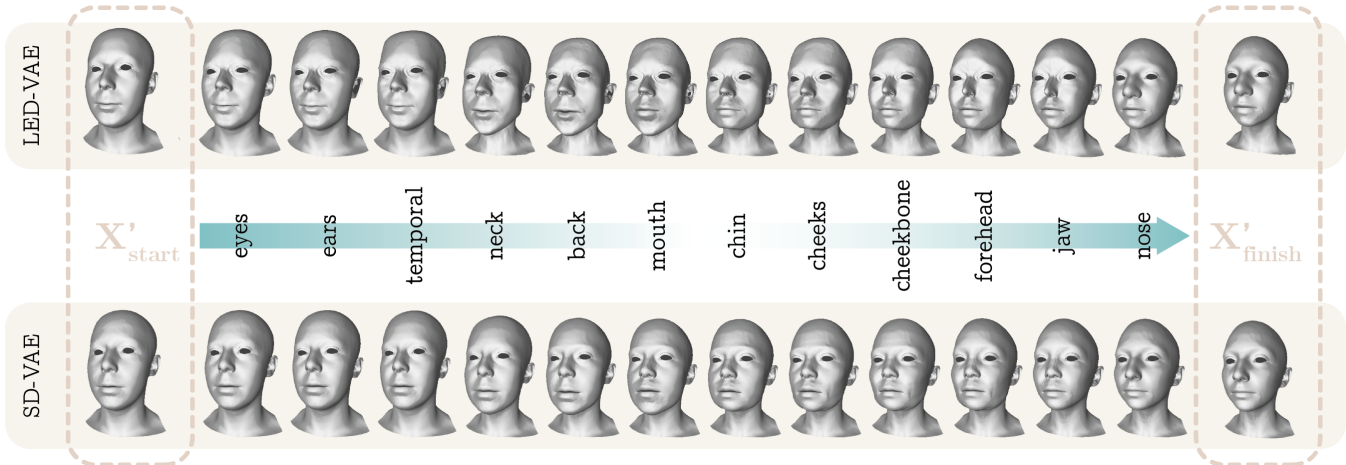 LED-VAE
X'start
eyes
ears
temporal
neck
back
mouth
chin
cheeks
cheekbone
forehead
jaw
nose
X'finish
SD-VAE